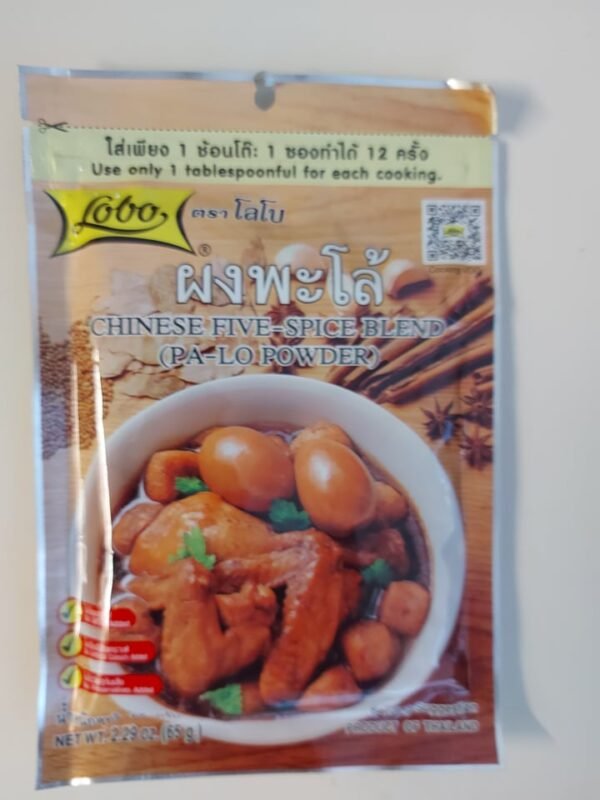 ใส่เพียง 1 ช้อนโต๊ะ 1 ซองทำได้ 12 ครั้ง
Use only 1 tablespoonful for each cooking.
Lobo
®
ตรา โลโบ
ผงพะโล้
CHINESE FIVE-SPICE BLEND
(PA-LO POWDER)
NET WT. 2.29 oz (65 g)
PRODUCT OF THAILAND